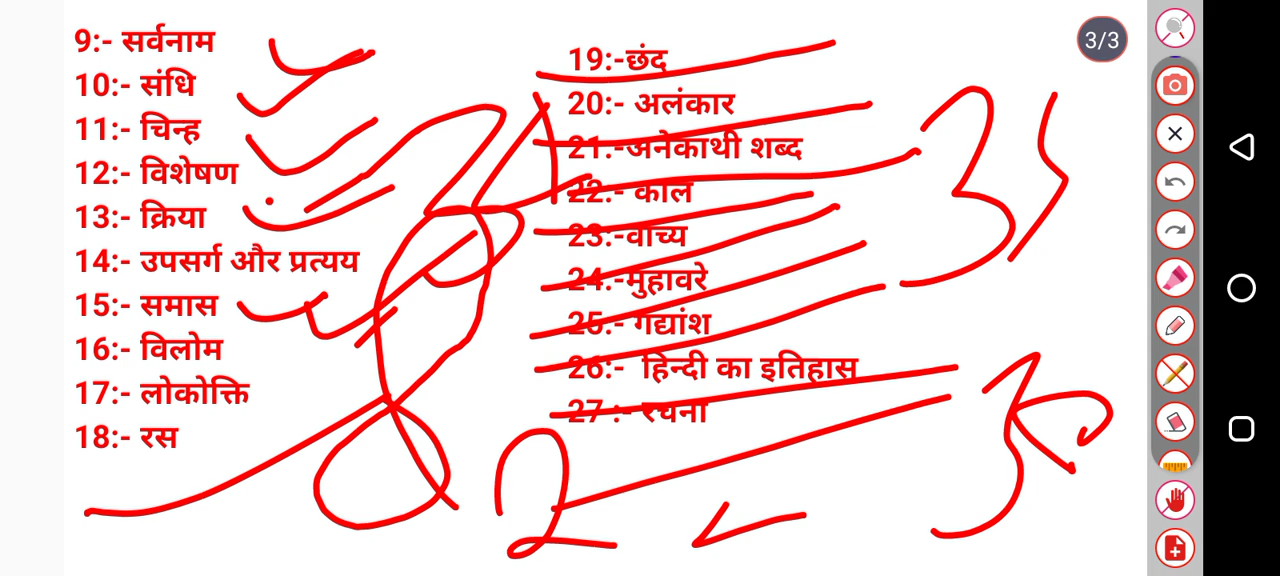 9:- सर्वनाम
10:- संधि
11:- चिन्ह
12:- विशेषण
13:- क्रिया
14:- उपसर्ग और प्रत्यय
15:- समास
16:- विलोम
17:- लोकोक्ति
18:- रस
19:-छंद
20:- अलंकार
21.-अनेकाथी शब्द
22.- काल
23:-वाच्य
24:-मुहावरे
25:- गद्यांश
26:- हिन्दी का इतिहास
27 :- रचना
3/3